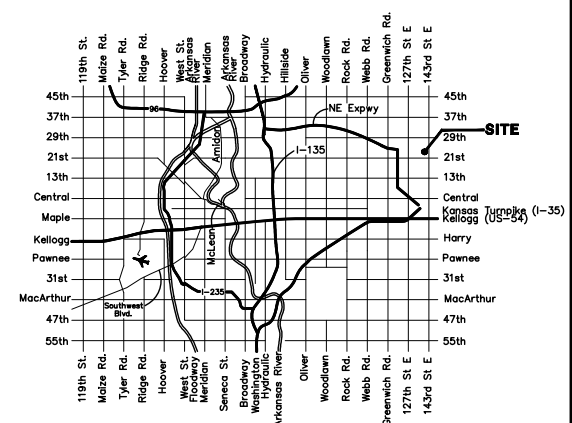 119th St.
Maize Rd.
Tyler Rd.
Ridge Rd.
Hoover
West St.
Arkansas
River
Meridian
Arkansas
River
Broadway
Hydraulic
Hillside
Oliver
Woodlawn
Rock Rd.
Webb Rd.
Greenwich Rd.
127th St E
143rd St E
45th
37th
29th
21st
13th
Central
Maple
Kellogg
Pawnee
31st
MacArthur
47th
55th
96
Amidon
NE Expwy
I-135
SITE
McLean
I-235
Southwest
Blvd.
45th
37th
29th
21st
13th
Central
Kansas Turnpike (I-35)
Kellogg (US-54)
Harry
Pawnee
31st
MacArthur
47th
55th
119th St.
Maize Rd.
Tyler Rd.
Ridge Rd.
Hoover
West St.
Floodway
Meridian
Seneca St.
Broadway
Washington
Hydraulic
Arkansas River
Oliver
Woodlawn
Rock Rd.
Webb Rd.
Greenwich Rd.
127th St E
143rd St E